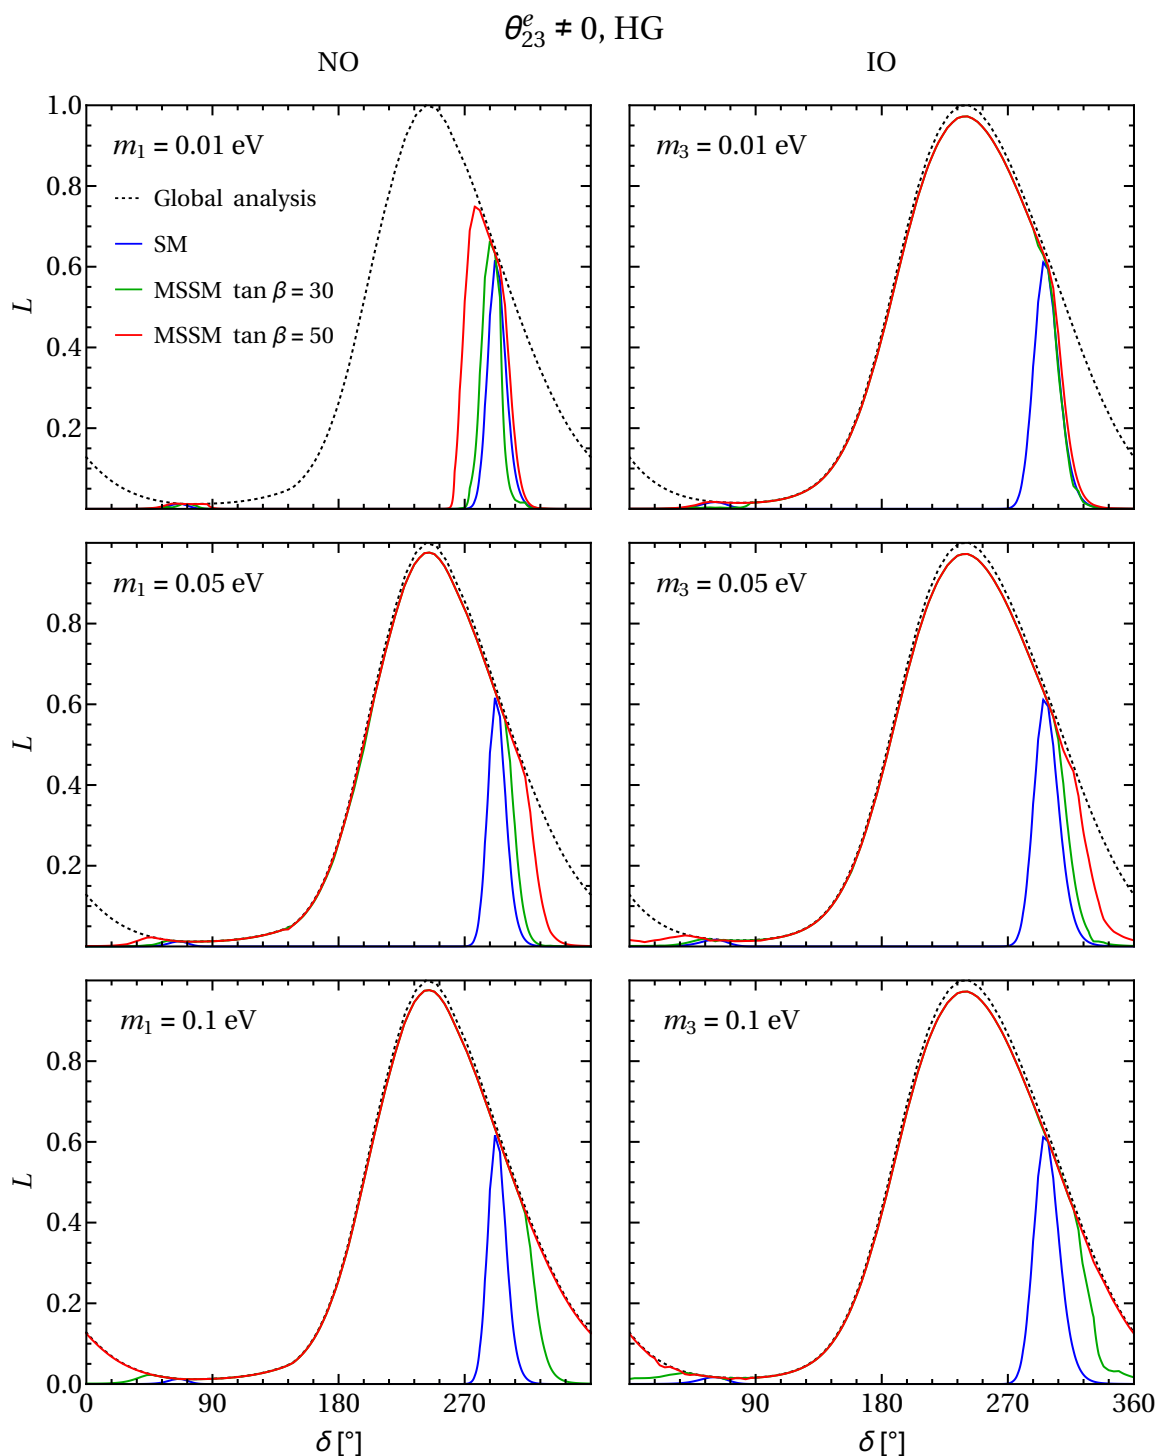 θᵉ₂₃ ≠ 0, HG
NO
IO
1.0
0.8
0.6
0.4
0.2
L
m₁ = 0.01 eV
Global analysis
SM
MSSM tan β = 30
MSSM tan β = 50
m₃ = 0.01 eV
0.8
0.6
0.4
0.2
L
m₁ = 0.05 eV
m₃ = 0.05 eV
0.8
0.6
0.4
0.2
0.0
L
m₁ = 0.1 eV
m₃ = 0.1 eV
0 90 180 270
90 180 270 360
δ [°]
δ [°]